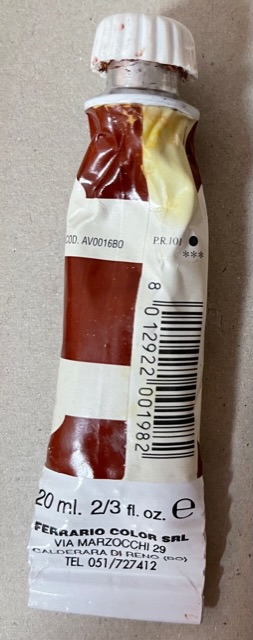 COD. AV0016B0
P.R.101 ●
***
8 012922 001982
20 ml. 2/3 fl. oz. e
FERRARIO COLOR SRL
VIA MARZOCCHI 29
CALDERARA DI RENO (BO)
TEL 051/727412